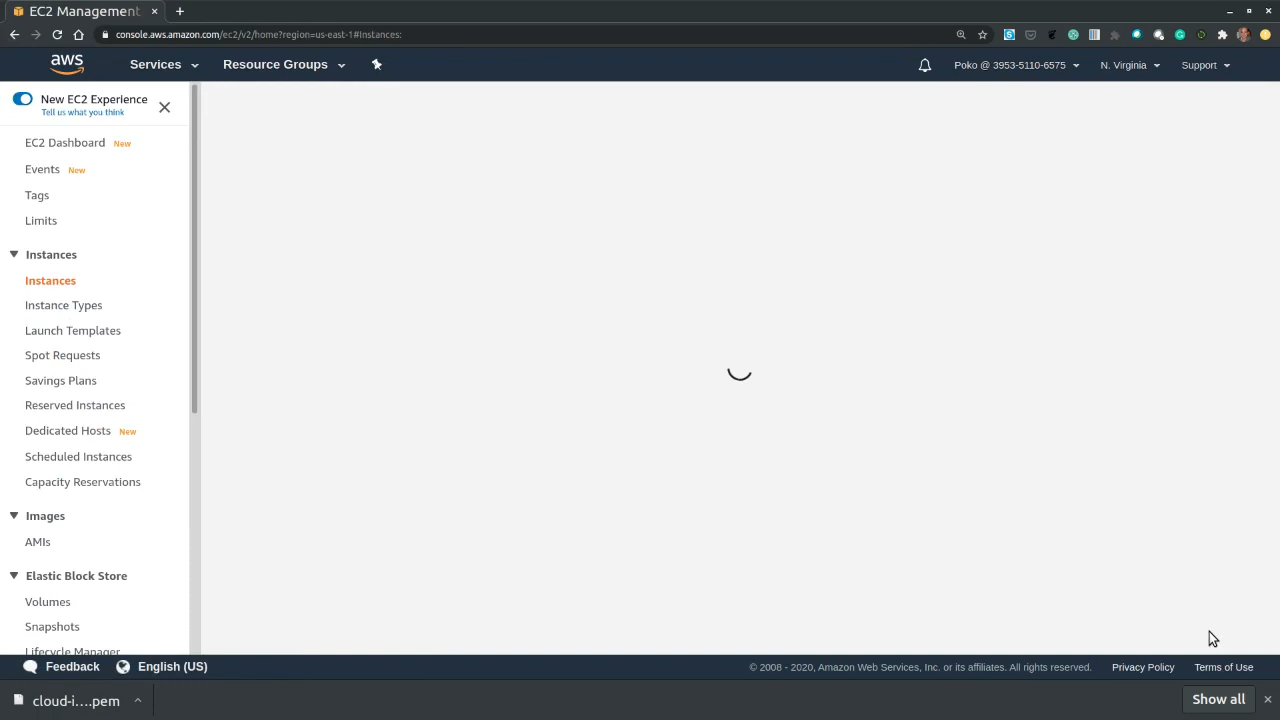 EC2 Management
console.aws.amazon.com/ec2/v2/home?region=us-east-1#Instances:
aws
Services
Resource Groups
Poko @ 3953-5110-6575
N. Virginia
Support
New EC2 Experience
Tell us what you think
EC2 Dashboard New
Events New
Tags
Limits
Instances
Instances
Instance Types
Launch Templates
Spot Requests
Savings Plans
Reserved Instances
Dedicated Hosts New
Scheduled Instances
Capacity Reservations
Images
AMIs
Elastic Block Store
Volumes
Snapshots
Lifecycle Manager
Feedback
English (US)
© 2008 - 2020, Amazon Web Services, Inc. or its affiliates. All rights reserved.
Privacy Policy
Terms of Use
cloud-i....pem
Show all